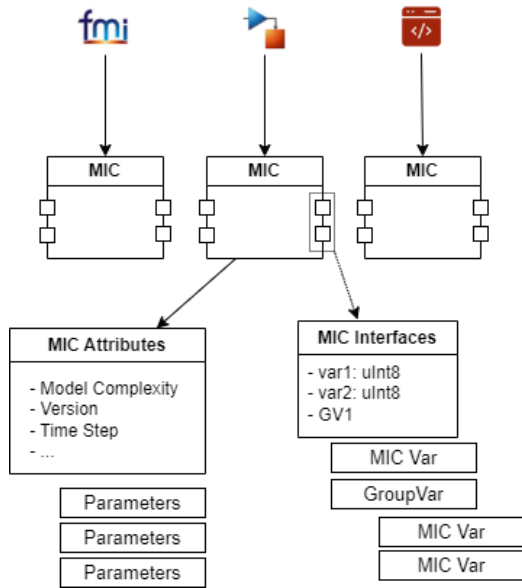 fmi
</>
MIC
MIC
MIC
MIC Attributes
- Model Complexity
- Version
- Time Step
- ...
MIC Interfaces
- var1: uInt8
- var2: uInt8
- GV1
MIC Var
GroupVar
MIC Var
MIC Var
Parameters
Parameters
Parameters